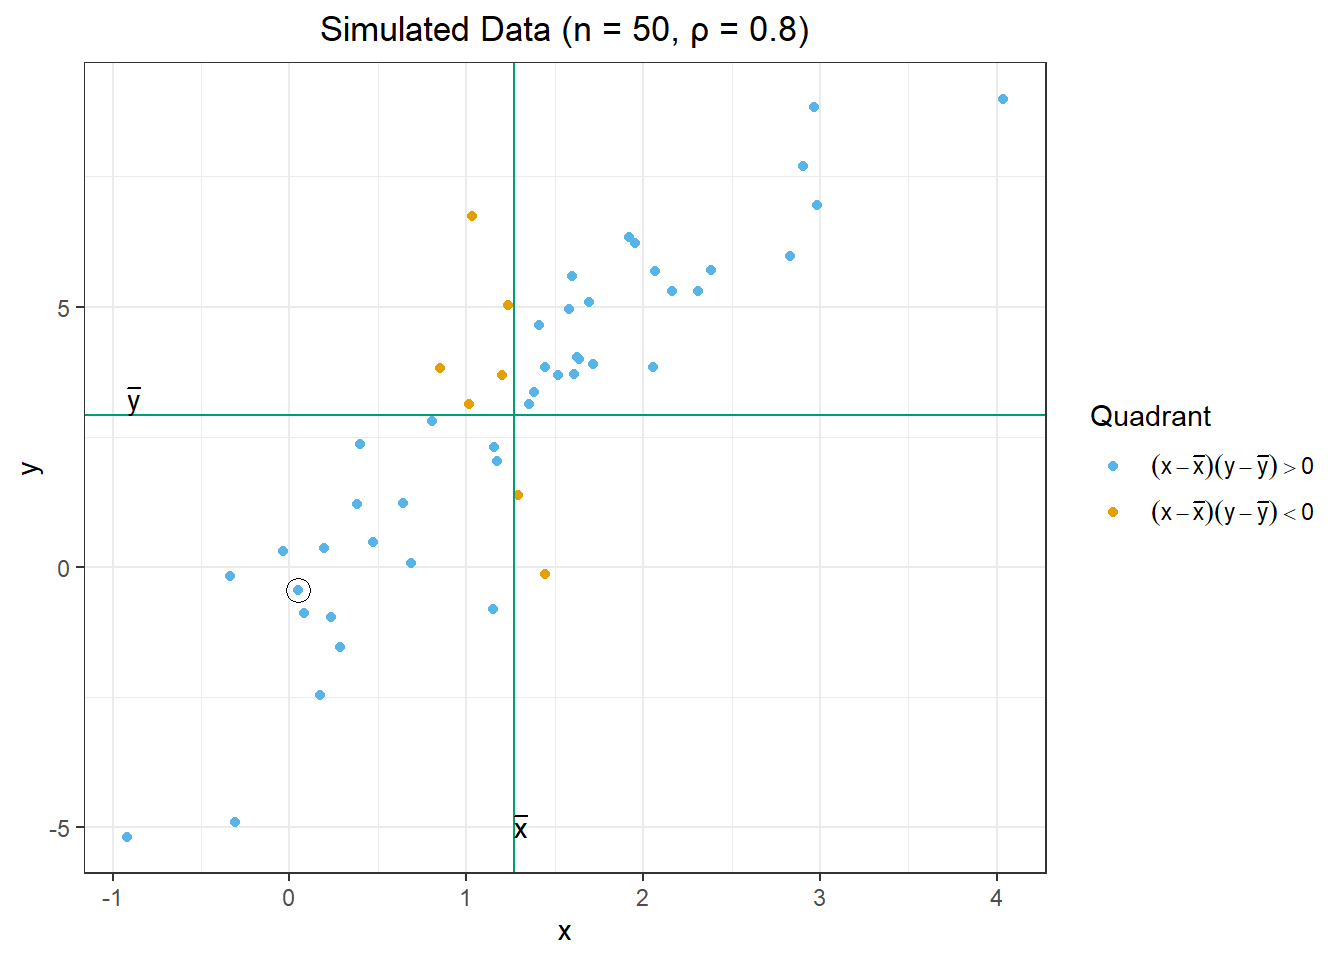 Simulated Data (n = 50, ρ = 0.8)
5
0
-5
y
y̅
x̅
-1 0 1 2 3 4
x
Quadrant
(x − x̅)(y − y̅) > 0
(x − x̅)(y − y̅) < 0